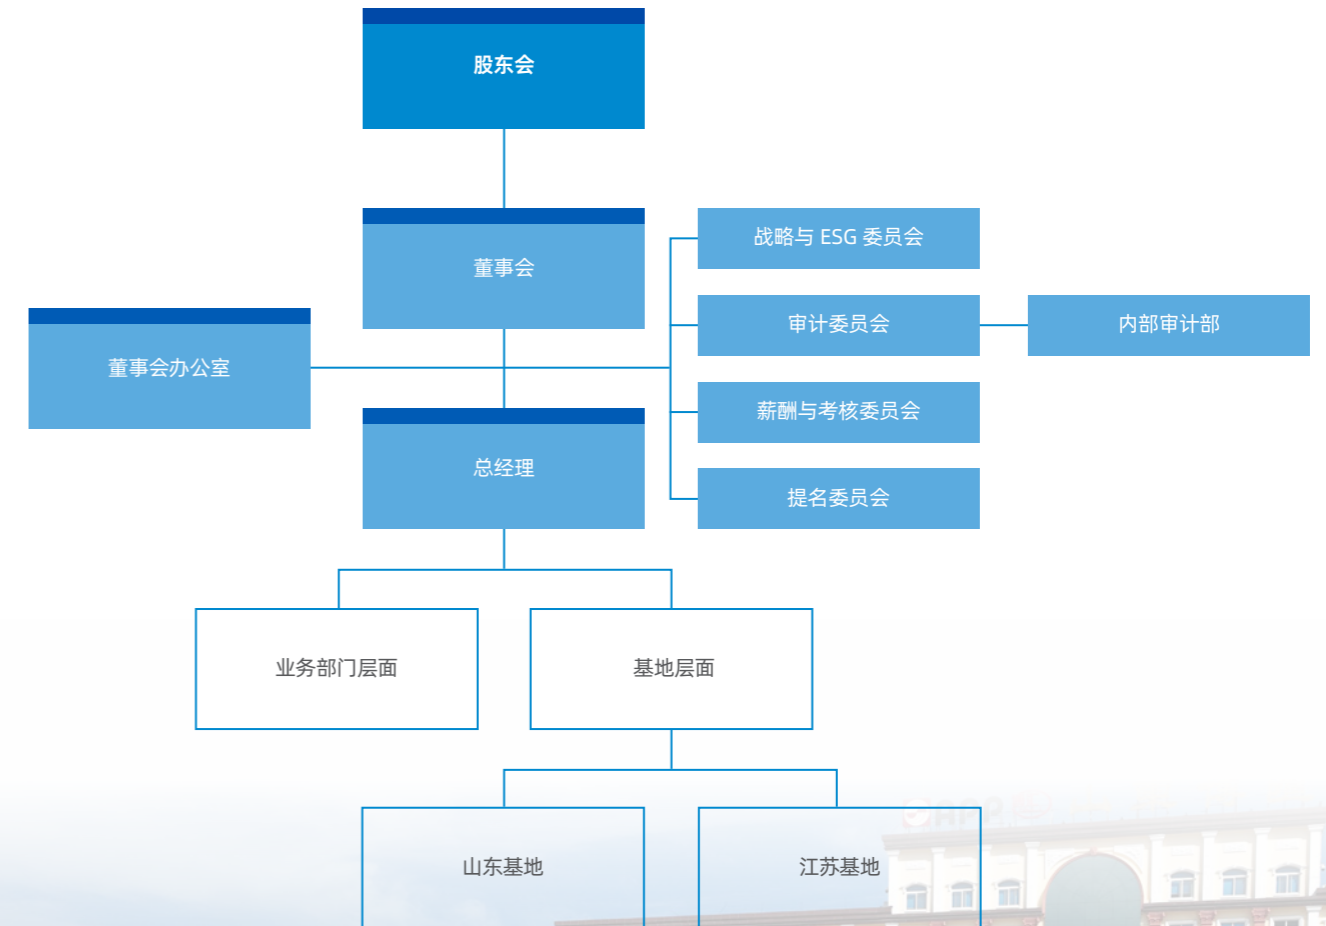 股东会
董事会
战略与 ESG 委员会
审计委员会
内部审计部
董事会办公室
薪酬与考核委员会
总经理
提名委员会
业务部门层面
基地层面
APP
山东基地
江苏基地